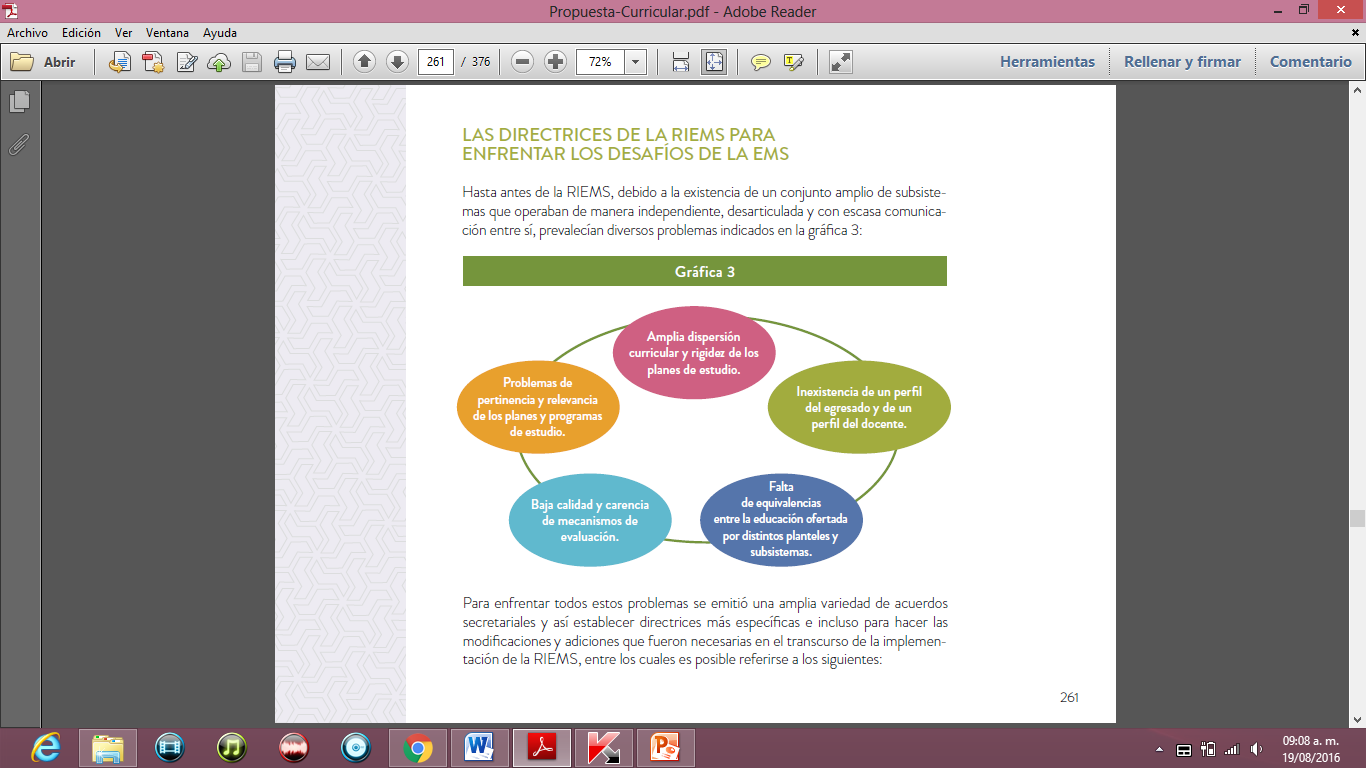 Propuesta-Curricular.pdf - Adobe Reader
Archivo Edición Ver Ventana Ayuda
Abrir 261 / 376 72% Herramientas Rellenar y firmar Comentario
LAS DIRECTRICES DE LA RIEMS PARA
ENFRENTAR LOS DESAFÍOS DE LA EMS
Hasta antes de la RIEMS, debido a la existencia de un conjunto amplio de subsiste-
mas que operaban de manera independiente, desarticulada y con escasa comunica-
ción entre sí, prevalecían diversos problemas indicados en la gráfica 3:
Gráfica 3
Amplia dispersión
curricular y rigidez de los
planes de estudio.
Problemas de
pertinencia y relevancia
de los planes y programas
de estudio.
Inexistencia de un perfil
del egresado y de un
perfil del docente.
Baja calidad y carencia
de mecanismos de
evaluación.
Falta
de equivalencias
entre la educación ofertada
por distintos planteles y
subsistemas.
Para enfrentar todos estos problemas se emitió una amplia variedad de acuerdos
secretariales y así establecer directrices más específicas e incluso para hacer las
modificaciones y adiciones que fueron necesarias en el transcurso de la implemen-
tación de la RIEMS, entre los cuales es posible referirse a los siguientes:
261
09:08 a. m.
19/08/2016